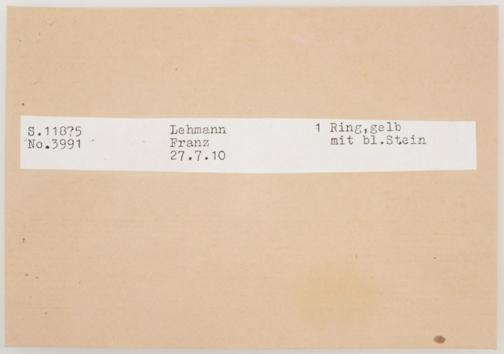 S.11875 Lehmann 1 Ring,gelb
No.3991 Franz mit bl.Stein
27.7.10